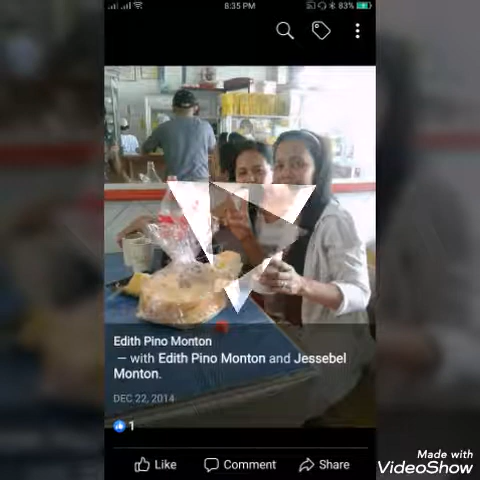 8:35 PM
83%
Edith Pino Monton
— with Edith Pino Monton and Jessebel
Monton.
DEC 22, 2014
1
Like Comment Share
Made with
VideoShow